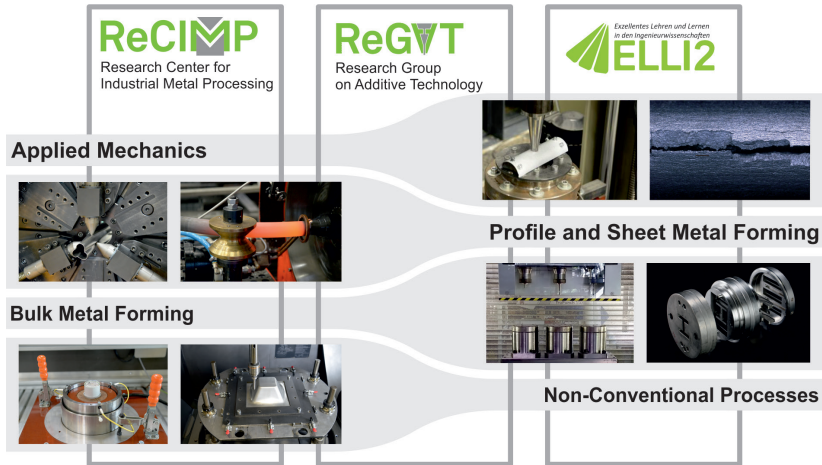 ReCIMP
Research Center for
Industrial Metal Processing
ReGAT
Research Group
on Additive Technology
Exzellentes Lehren und Lernen
in den Ingenieurwissenschaften
ELLI2
Applied Mechanics
Profile and Sheet Metal Forming
Bulk Metal Forming
Non-Conventional Processes